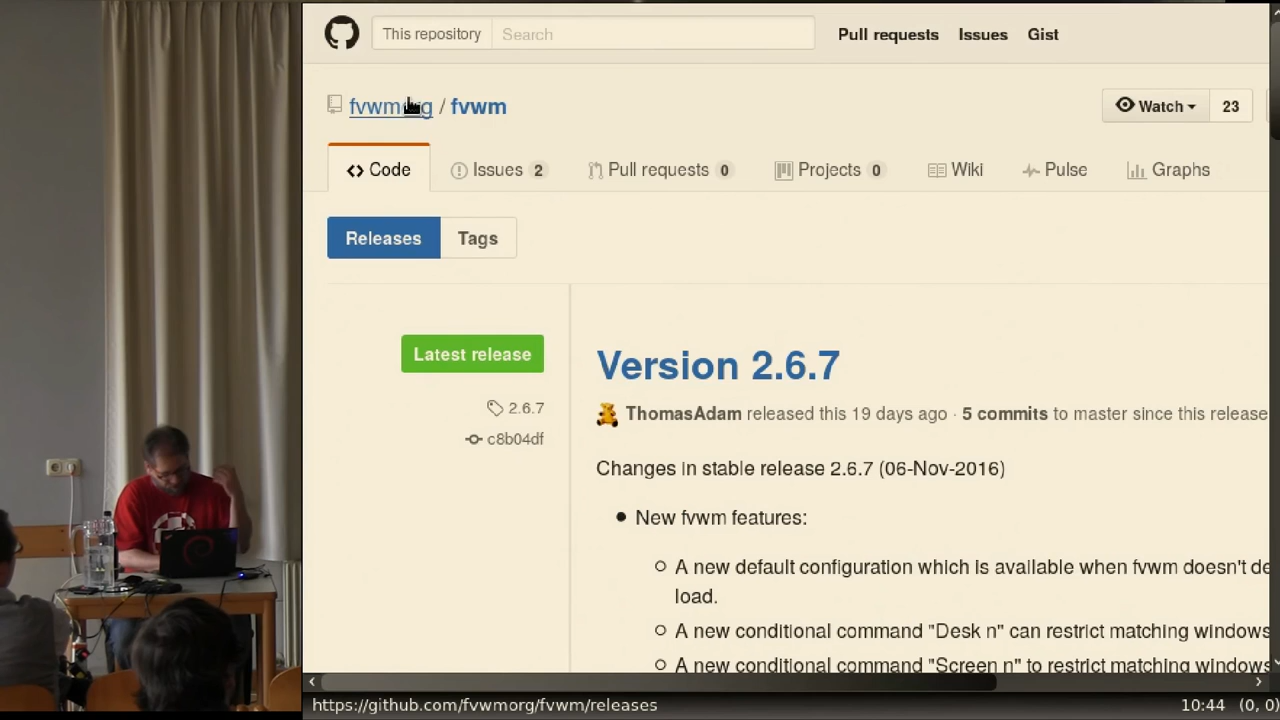 This repository
Search
Pull requests
Issues
Gist
fvwmorg / fvwm
Watch
23
Code
Issues 2
Pull requests 0
Projects 0
Wiki
Pulse
Graphs
Releases
Tags
Latest release
2.6.7
c8b04df
Version 2.6.7
ThomasAdam released this 19 days ago · 5 commits to master since this release
Changes in stable release 2.6.7 (06-Nov-2016)
New fvwm features:
A new default configuration which is available when fvwm doesn't de
load.
A new conditional command "Desk n" can restrict matching windows
A new conditional command "Screen n" to restrict matching windows
https://github.com/fvwmorg/fvwm/releases
10:44 (0, 0)